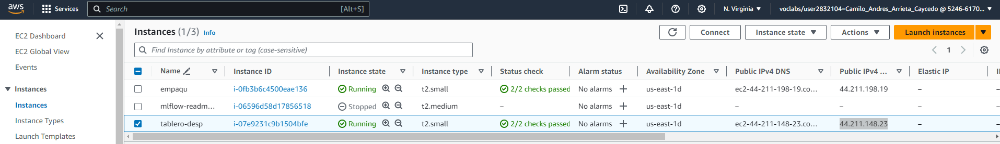 aws Services Search [Alt+S] N. Virginia voclabs/user2832104=Camilo_Andres_Arrieta_Caycedo @ 5246-6170...
EC2 Dashboard
EC2 Global View
Events
Instances
Instances
Instance Types
Launch Templates
Instances (1/3) Info Connect Instance state Actions Launch instances
Find Instance by attribute or tag (case-sensitive) 1
Name Instance ID Instance state Instance type Status check Alarm status Availability Zone Public IPv4 DNS Public IPv4 ... Elastic IP
empaqu i-0fb3b6c4500eae136 Running t2.small 2/2 checks passed No alarms us-east-1d ec2-44-211-198-19.co... 44.211.198.19 –
mlflow-readm... i-06596d58d17856518 Stopped t2.medium – No alarms us-east-1d – – –
tablero-desp i-07e9231c9b1504bfe Running t2.small 2/2 checks passed No alarms us-east-1d ec2-44-211-148-23.co... 44.211.148.23 –